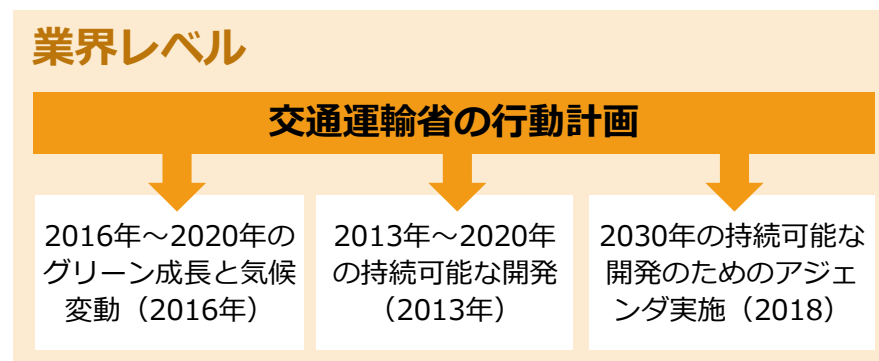 業界レベル
交通運輸省の行動計画
2016年～2020年の
グリーン成長と気候
変動（2016年）
2013年～2020年
の持続可能な開発
（2013年）
2030年の持続可能な
開発のためのアジェ
ンダ実施（2018）